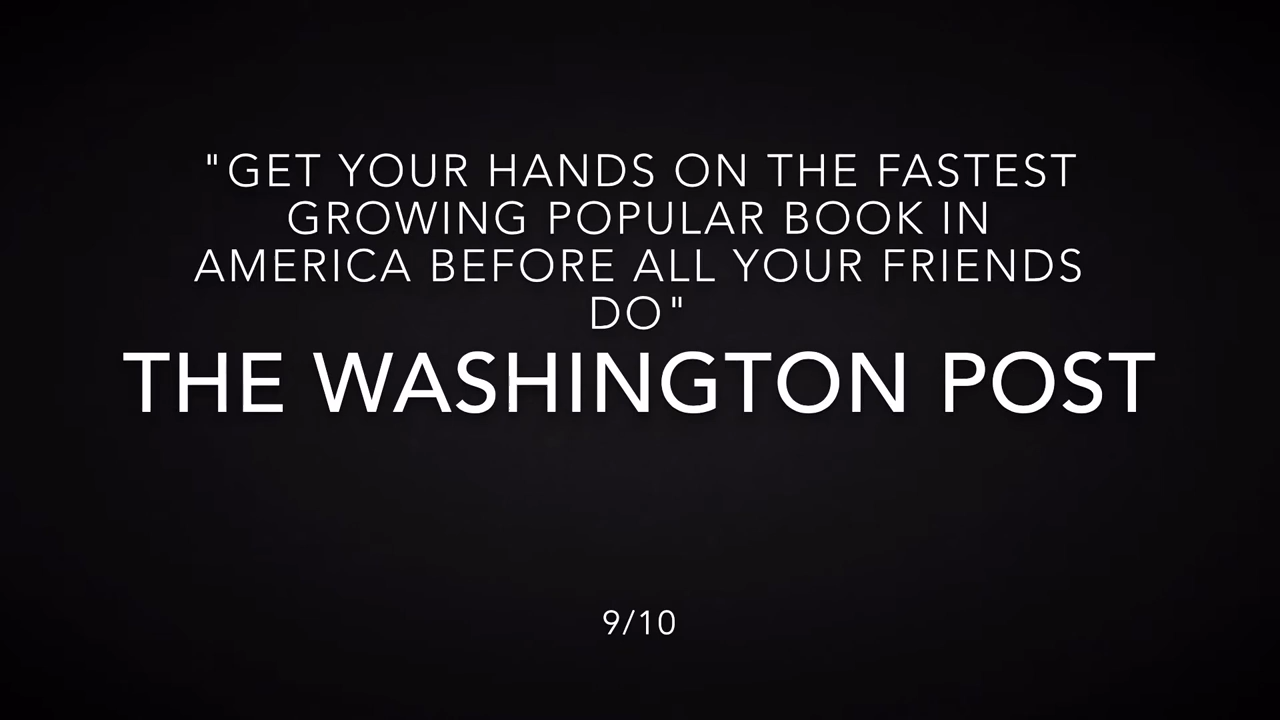 "GET YOUR HANDS ON THE FASTEST
GROWING POPULAR BOOK IN
AMERICA BEFORE ALL YOUR FRIENDS
DO"
THE WASHINGTON POST
9/10